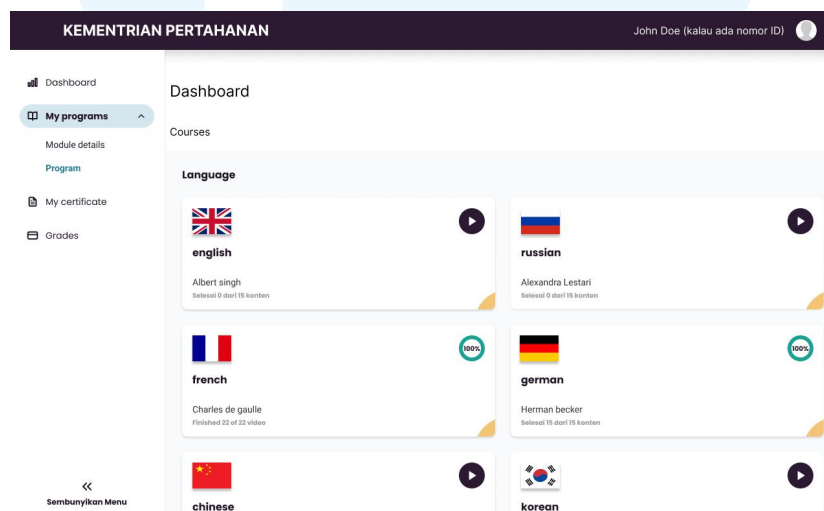 KEMENTRIAN PERTAHANAN
John Doe (kalau ada nomor ID)
Dashboard
My programs
Module details
Program
My certificate
Grades
Sembunyikan Menu
Dashboard
Courses
Language
english
Albert singh
Selesai 0 dari 15 konten
russian
Alexandra Lestari
Selesai 0 dari 15 konten
french
100%
Charles de gaulle
Finished 22 of 22 video
german
100%
Herman becker
Selesai 15 dari 15 konten
chinese
korean